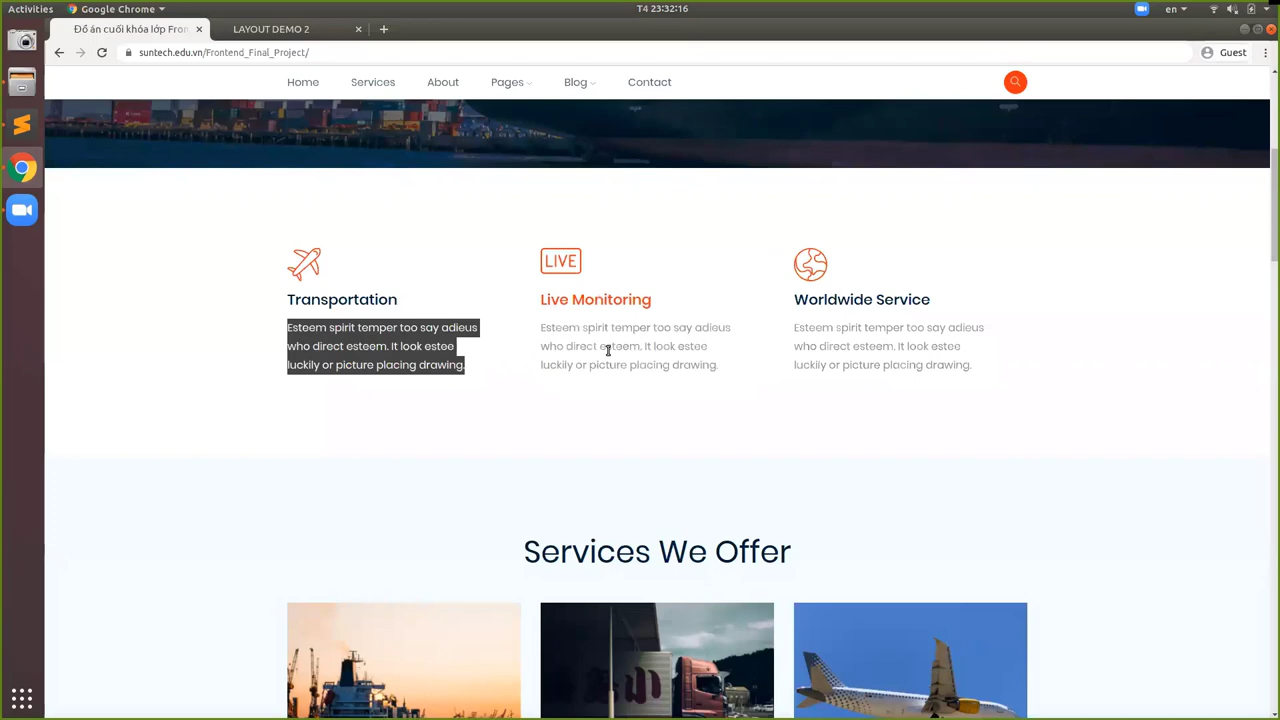 Activities
Google Chrome
T4 23:32:16
en
Đồ án cuối khóa lớp Fron
LAYOUT DEMO 2
suntech.edu.vn/Frontend_Final_Project/
Guest
Home
Services
About
Pages
Blog
Contact
LIVE
Transportation
Live Monitoring
Worldwide Service
Esteem spirit temper too say adieus
who direct esteem. It look estee
luckily or picture placing drawing.
Esteem spirit temper too say adieus
who direct esteem. It look estee
luckily or picture placing drawing.
Esteem spirit temper too say adieus
who direct esteem. It look estee
luckily or picture placing drawing.
Services We Offer